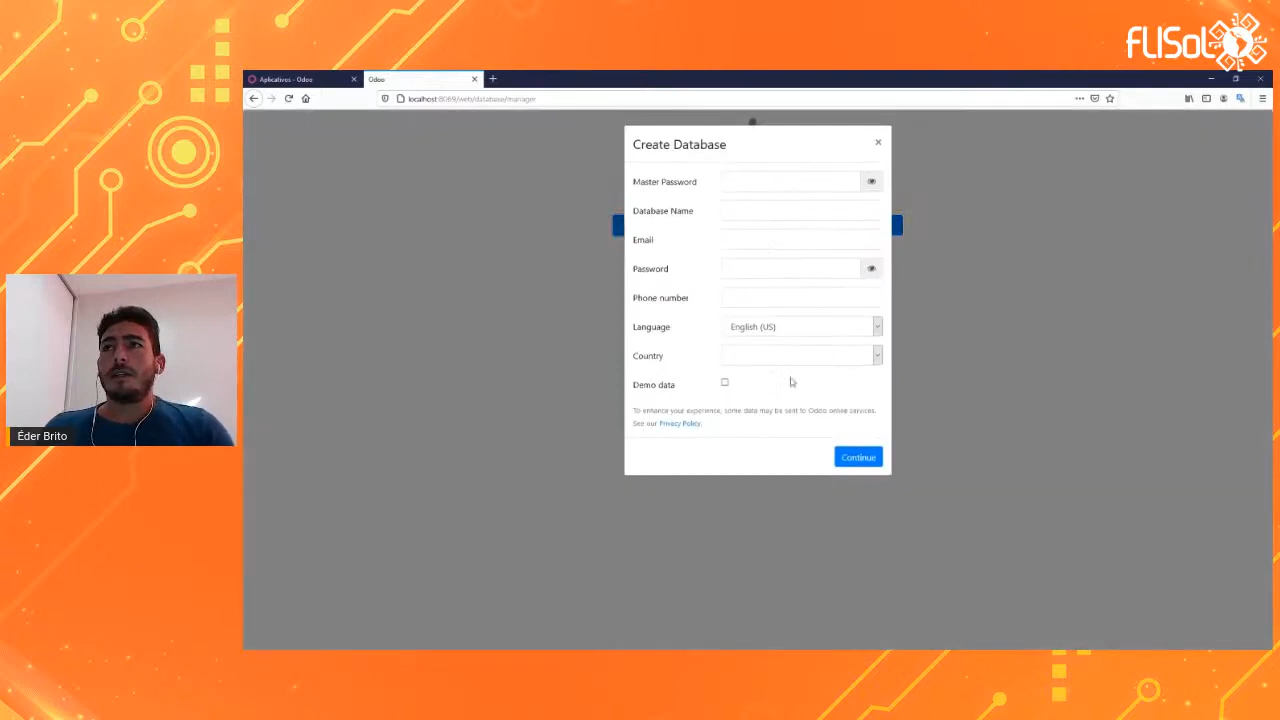 FLISoL
Aplicativos - Odoo
Odoo
localhost:8069/web/database/manager
Create Database
Master Password
Database Name
Email
Password
Phone number
Language
English (US)
Country
Demo data
To enhance your experience, some data may be sent to Odoo online services.
See our Privacy Policy.
Continue
Éder Brito